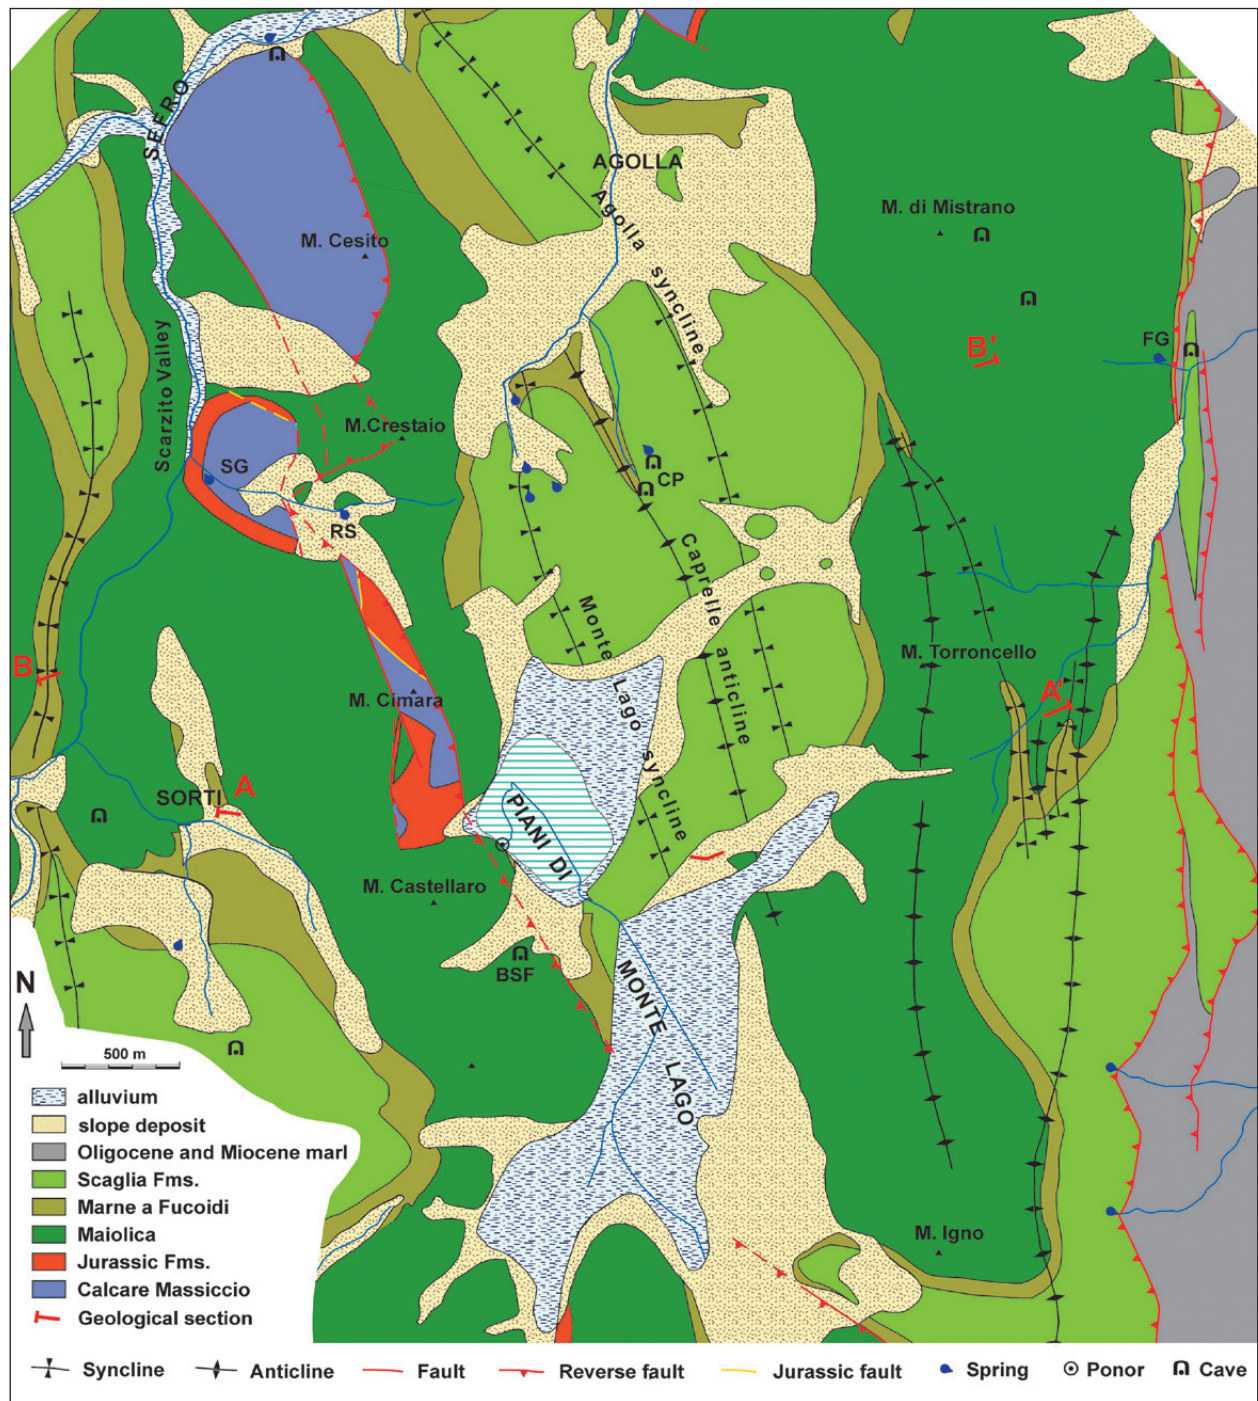 SEFRO
AGOLLA
Agolla syncline
M. di Mistrano
M. Cesito
Scarzito Valley
B'
FG
M.Crestaio
SG
CP
RS
Caprelle anticline
Monte Lago syncline
M. Torroncello
B
A'
M. Cimara
SORTI
A
PIANI DI
M. Castellaro
BSF
MONTE LAGO
N
500 m
M. Igno
alluvium
slope deposit
Oligocene and Miocene marl
Scaglia Fms.
Marne a Fucoidi
Maiolica
Jurassic Fms.
Calcare Massiccio
Geological section
Syncline
Anticline
Fault
Reverse fault
Jurassic fault
Spring
Ponor
Cave